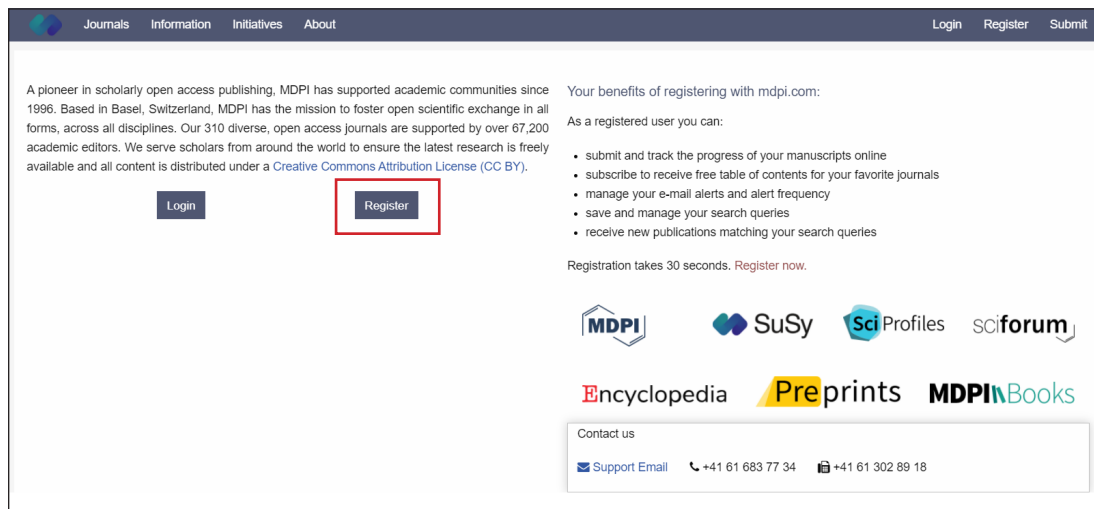 Journals Information Initiatives About Login Register Submit
A pioneer in scholarly open access publishing, MDPI has supported academic communities since
1996. Based in Basel, Switzerland, MDPI has the mission to foster open scientific exchange in all
forms, across all disciplines. Our 310 diverse, open access journals are supported by over 67,200
academic editors. We serve scholars from around the world to ensure the latest research is freely
available and all content is distributed under a Creative Commons Attribution License (CC BY).
Login Register
Your benefits of registering with mdpi.com:
As a registered user you can:
• submit and track the progress of your manuscripts online
• subscribe to receive free table of contents for your favorite journals
• manage your e-mail alerts and alert frequency
• save and manage your search queries
• receive new publications matching your search queries
Registration takes 30 seconds. Register now.
MDPI SuSy SciProfiles sciforum
Encyclopedia Preprints MDPI Books
Contact us
Support Email +41 61 683 77 34 +41 61 302 89 18